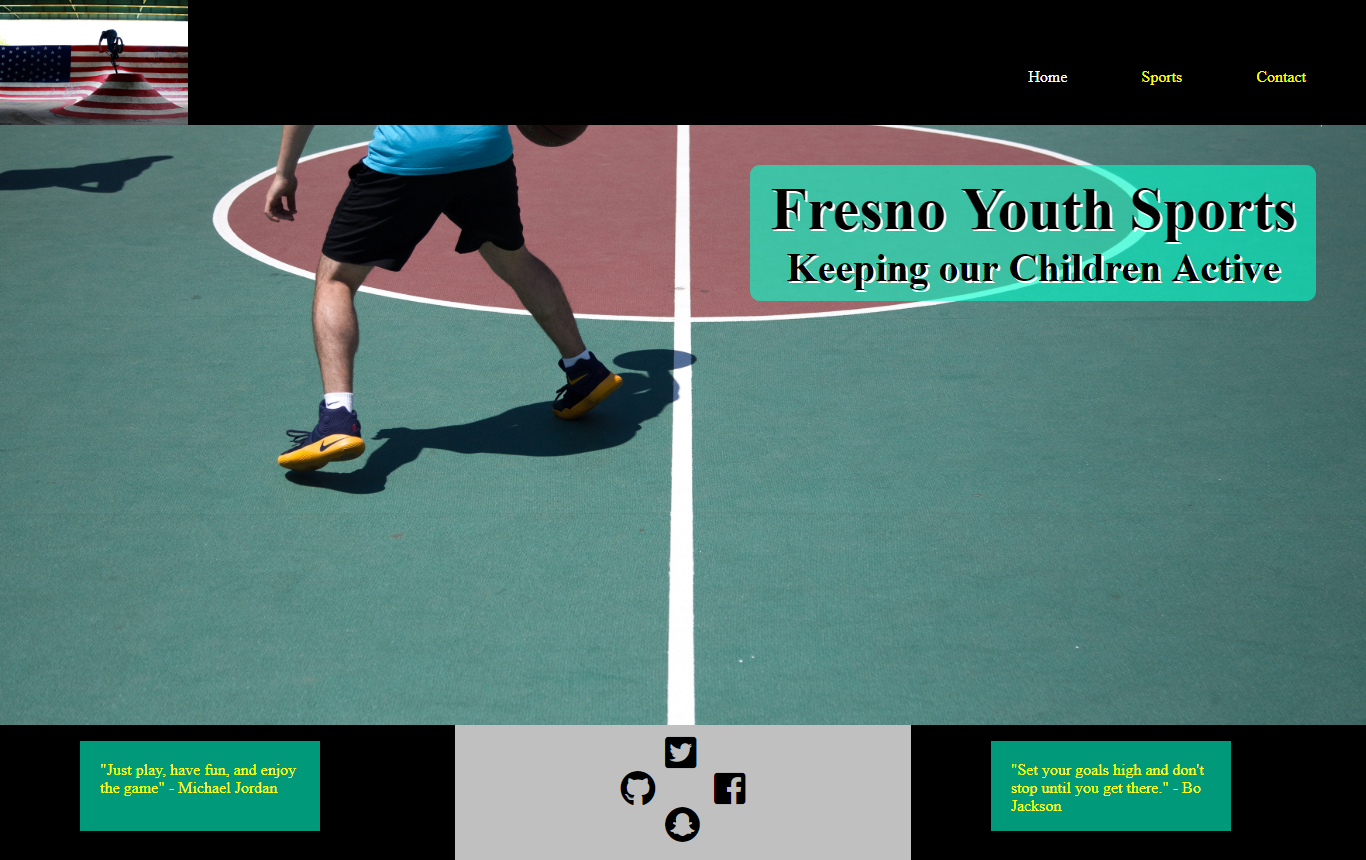 Home Sports Contact
Fresno Youth Sports
Keeping our Children Active
"Just play, have fun, and enjoy
the game" - Michael Jordan
"Set your goals high and don't
stop until you get there." - Bo
Jackson